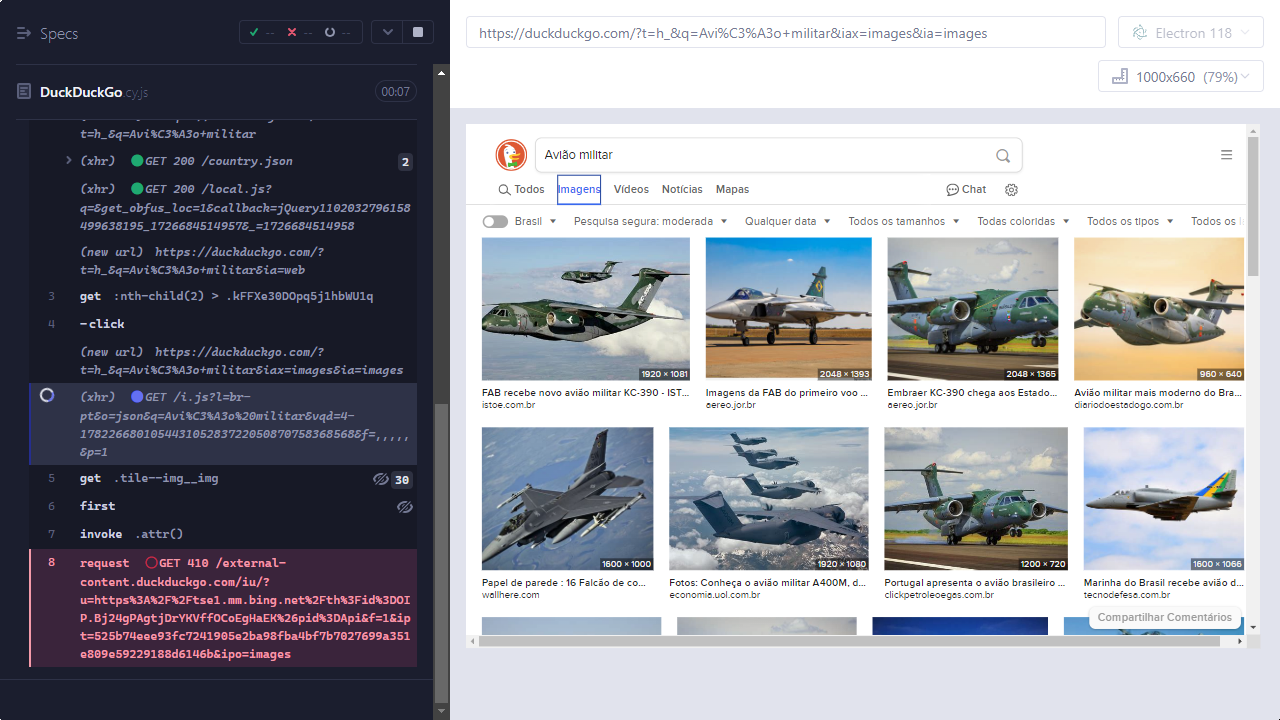 Specs
-- -- --
DuckDuckGo.cy.js
00:07
t=h_&q=Avi%C3%A3o+militar
(xhr) GET 200 /country.json
2
(xhr) GET 200 /local.js?
q=&get_obfus_loc=1&callback=jQuery1102032796158
499638195_1726684514957&_=1726684514958
(new url) https://duckduckgo.com/?
t=h_&q=Avi%C3%A3o+militar&ia=web
3 get :nth-child(2) > .kFFXe30DOpq5j1hbWU1q
4 -click
(new url) https://duckduckgo.com/?
t=h_&q=Avi%C3%A3o+militar&iax=images&ia=images
(xhr) GET /i.js?l=br-
pt&o=json&q=Avi%C3%A3o%20militar&vqd=4-
178226680105443105283722050870758368568&f=,,,,,
&p=1
5 get .tile--img__img
30
6 first
7 invoke .attr()
8 request GET 410 /external-
content.duckduckgo.com/iu/?
u=https%3A%2F%2Ftse1.mm.bing.net%2Fth%3Fid%3DOI
P.Bj24gPAgtjDrYKVffOCoEgHaEK%26pid%3DApi&f=1&ip
t=525b74eee93fc7241905e2ba98fba4bf7b7027699a351
e809e59229188d6146b&ipo=images
https://duckduckgo.com/?t=h_&q=Avi%C3%A3o+militar&iax=images&ia=images
Electron 118
1000x660 (79%)
Avião militar
Todos Imagens Vídeos Notícias Mapas
Chat
Brasil Pesquisa segura: moderada Qualquer data Todos os tamanhos Todas coloridas Todos os tipos Todos os l
1920 × 1081
2048 × 1393
2048 × 1365
960 × 640
FAB recebe novo avião militar KC-390 - IST...
istoe.com.br
Imagens da FAB do primeiro voo ...
aereo.jor.br
Embraer KC-390 chega aos Estado...
aereo.jor.br
Avião militar mais moderno do Bra...
diariodoestadogo.com.br
1600 × 1000
1920 × 1080
1200 × 720
1600 × 1066
Papel de parede : 16 Falcão de co...
wallhere.com
Fotos: Conheça o avião militar A400M, d...
economia.uol.com.br
Portugal apresenta o avião brasileiro ...
clickpetroleoegas.com.br
Marinha do Brasil recebe avião d...
tecnodefesa.com.br
Compartilhar Comentários